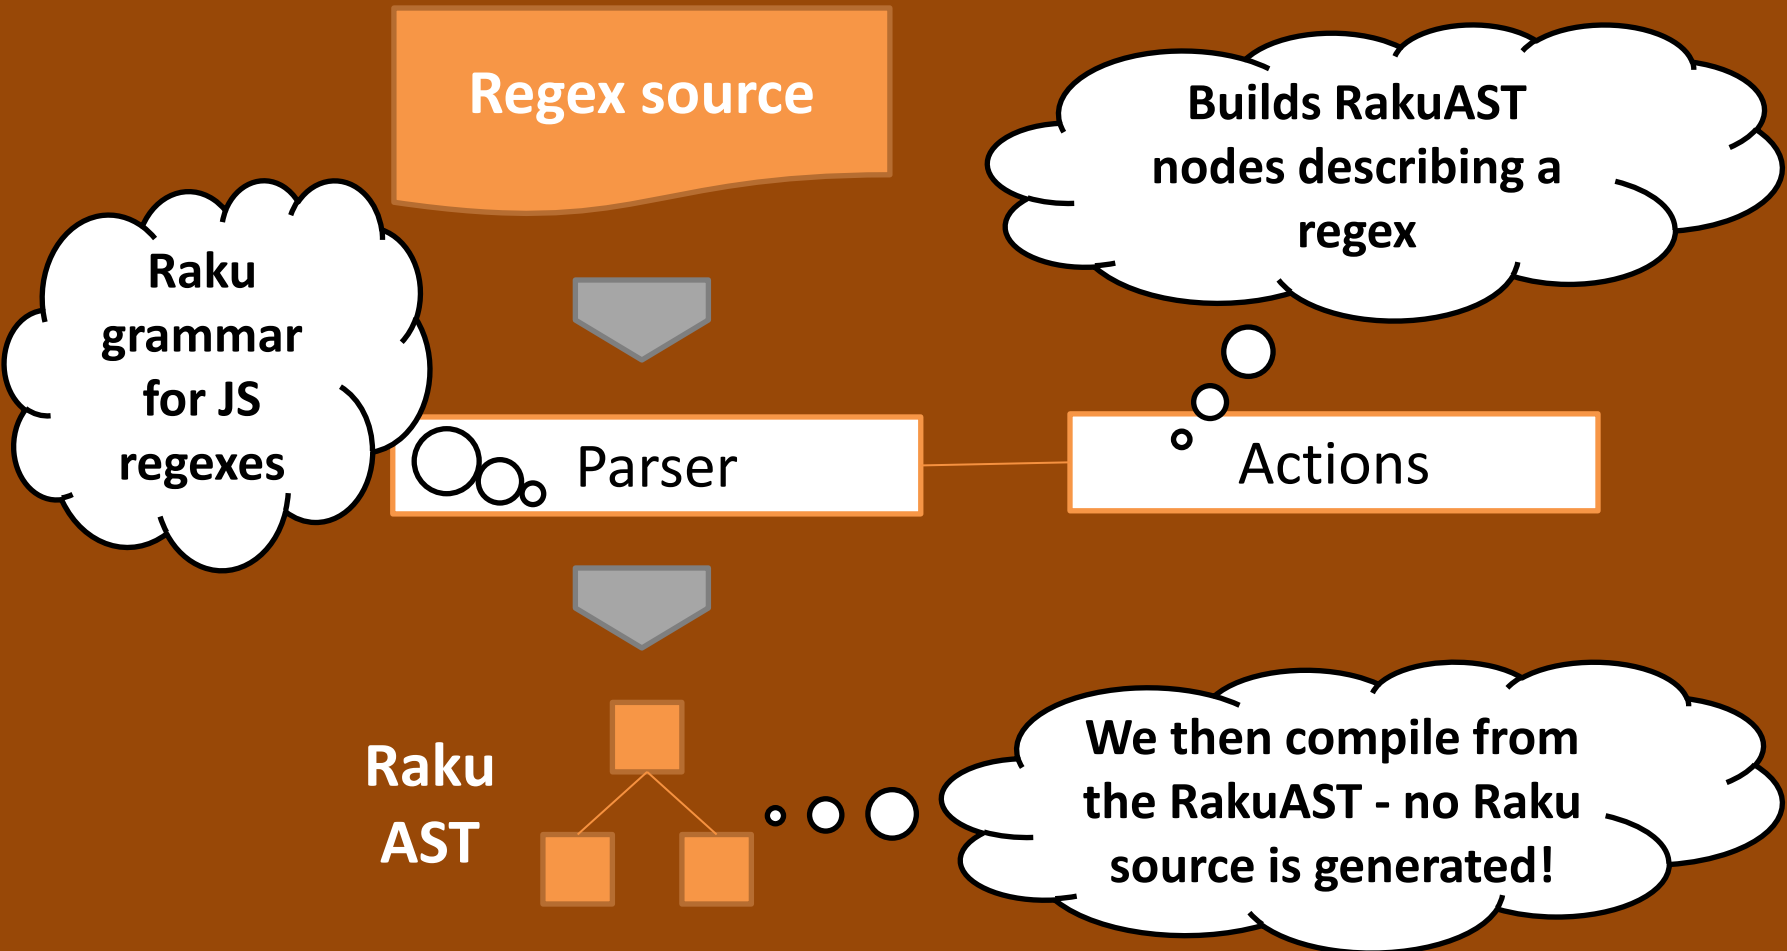 Regex source
Builds RakuAST
nodes describing a
regex
Raku
grammar
for JS
regexes
Parser
Actions
Raku
AST
We then compile from
the RakuAST - no Raku
source is generated!